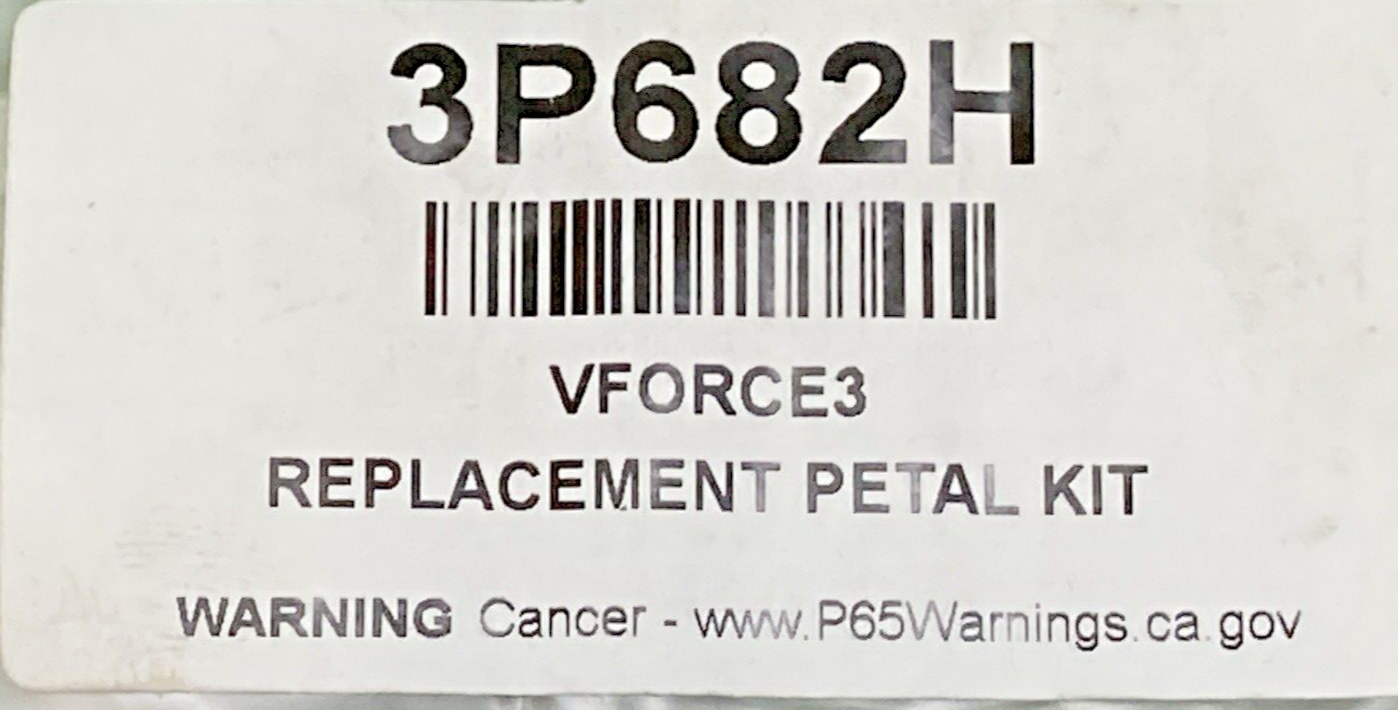 3P682H
VFORCE3
REPLACEMENT PETAL KIT
WARNING Cancer - www.P65Warnings.ca.gov